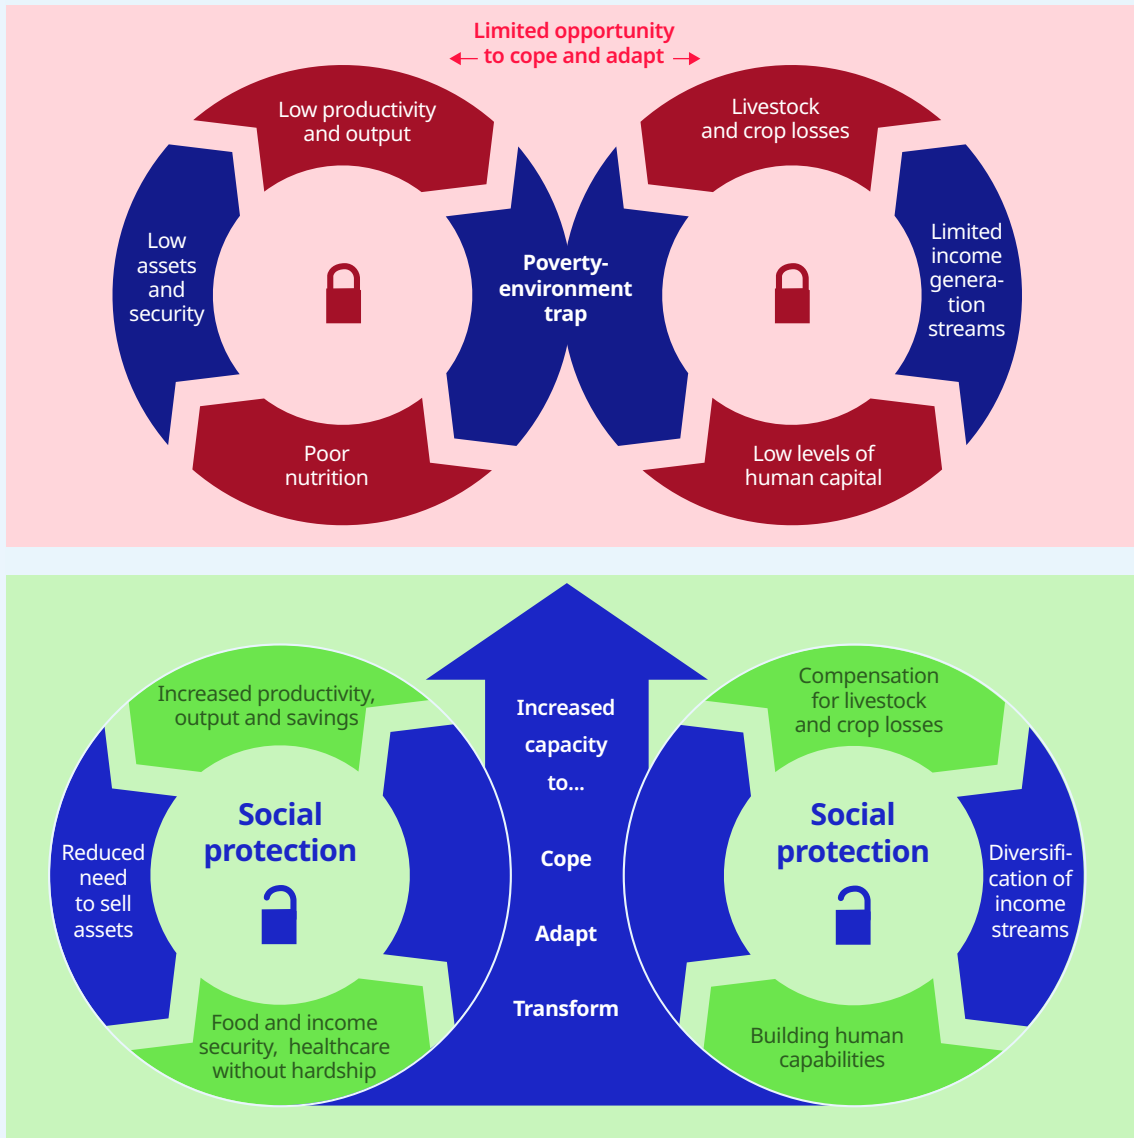 Limited opportunity
to cope and adapt
Low productivity
and output
Livestock
and crop losses
Low
assets
and
security
Poverty-
environment
trap
Limited
income
genera-
tion
streams
Poor
nutrition
Low levels of
human capital
Increased productivity,
output and savings
Increased
capacity
to...
Cope
Adapt
Transform
Compensation
for livestock
and crop losses
Social
protection
Social
protection
Reduced
need
to sell
assets
Diversifi-
cation of
income
streams
Food and income
security, healthcare
without hardship
Building human
capabilities